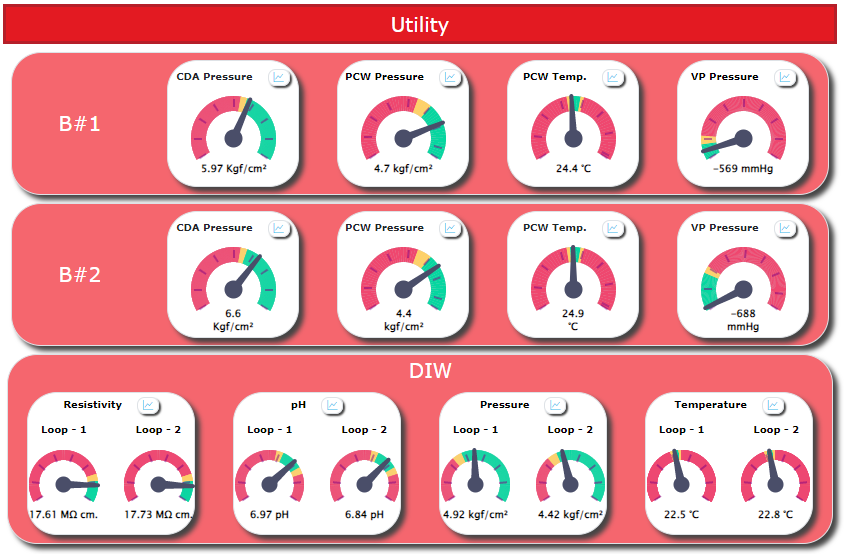 Utility
B#1
CDA Pressure
5.97 Kgf/cm²
PCW Pressure
4.7 kgf/cm²
PCW Temp.
24.4 °C
VP Pressure
-569 mmHg
B#2
CDA Pressure
6.6
Kgf/cm²
PCW Pressure
4.4
kgf/cm²
PCW Temp.
24.9
°C
VP Pressure
-688
mmHg
DIW
Resistivity
Loop - 1
17.61 MΩ cm.
Loop - 2
17.73 MΩ cm.
pH
Loop - 1
6.97 pH
Loop - 2
6.84 pH
Pressure
Loop - 1
4.92 kgf/cm²
Loop - 2
4.42 kgf/cm²
Temperature
Loop - 1
22.5 °C
Loop - 2
22.8 °C